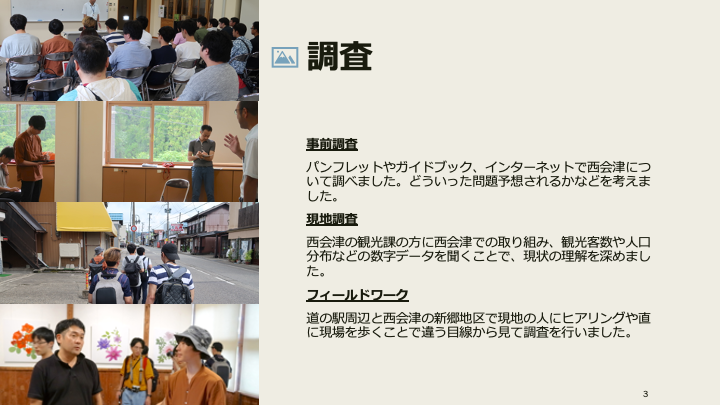 調査
事前調査
パンフレットやガイドブック、インターネットで西会津につ
いて調べました。どういった問題予想されるかなどを考えま
した。
現地調査
西会津の観光課の方に西会津での取り組み、観光客数や人口
分布などの数字データを聞くことで、現状の理解を深めまし
た。
フィールドワーク
道の駅周辺と西会津の新郷地区で現地の人にヒアリングや直
に現場を歩くことで違う目線から見て調査を行いました。
3